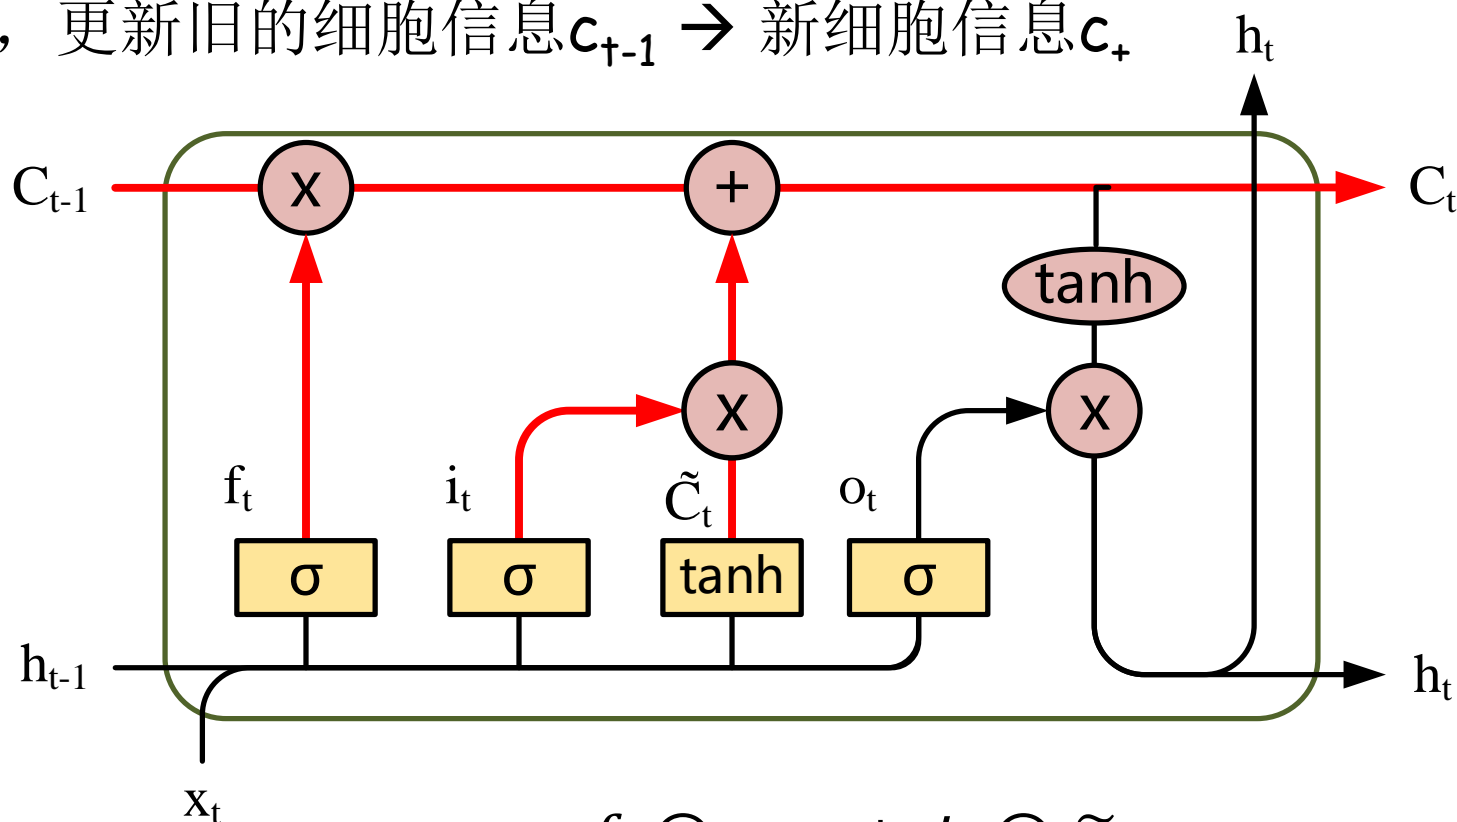 ，更新旧的细胞信息c_{t-1} → 新细胞信息c_+
h_t
C_{t-1} x + C_t
tanh
x x
f_t i_t C̃_t o_t
σ σ tanh σ
h_{t-1} h_t
x_t